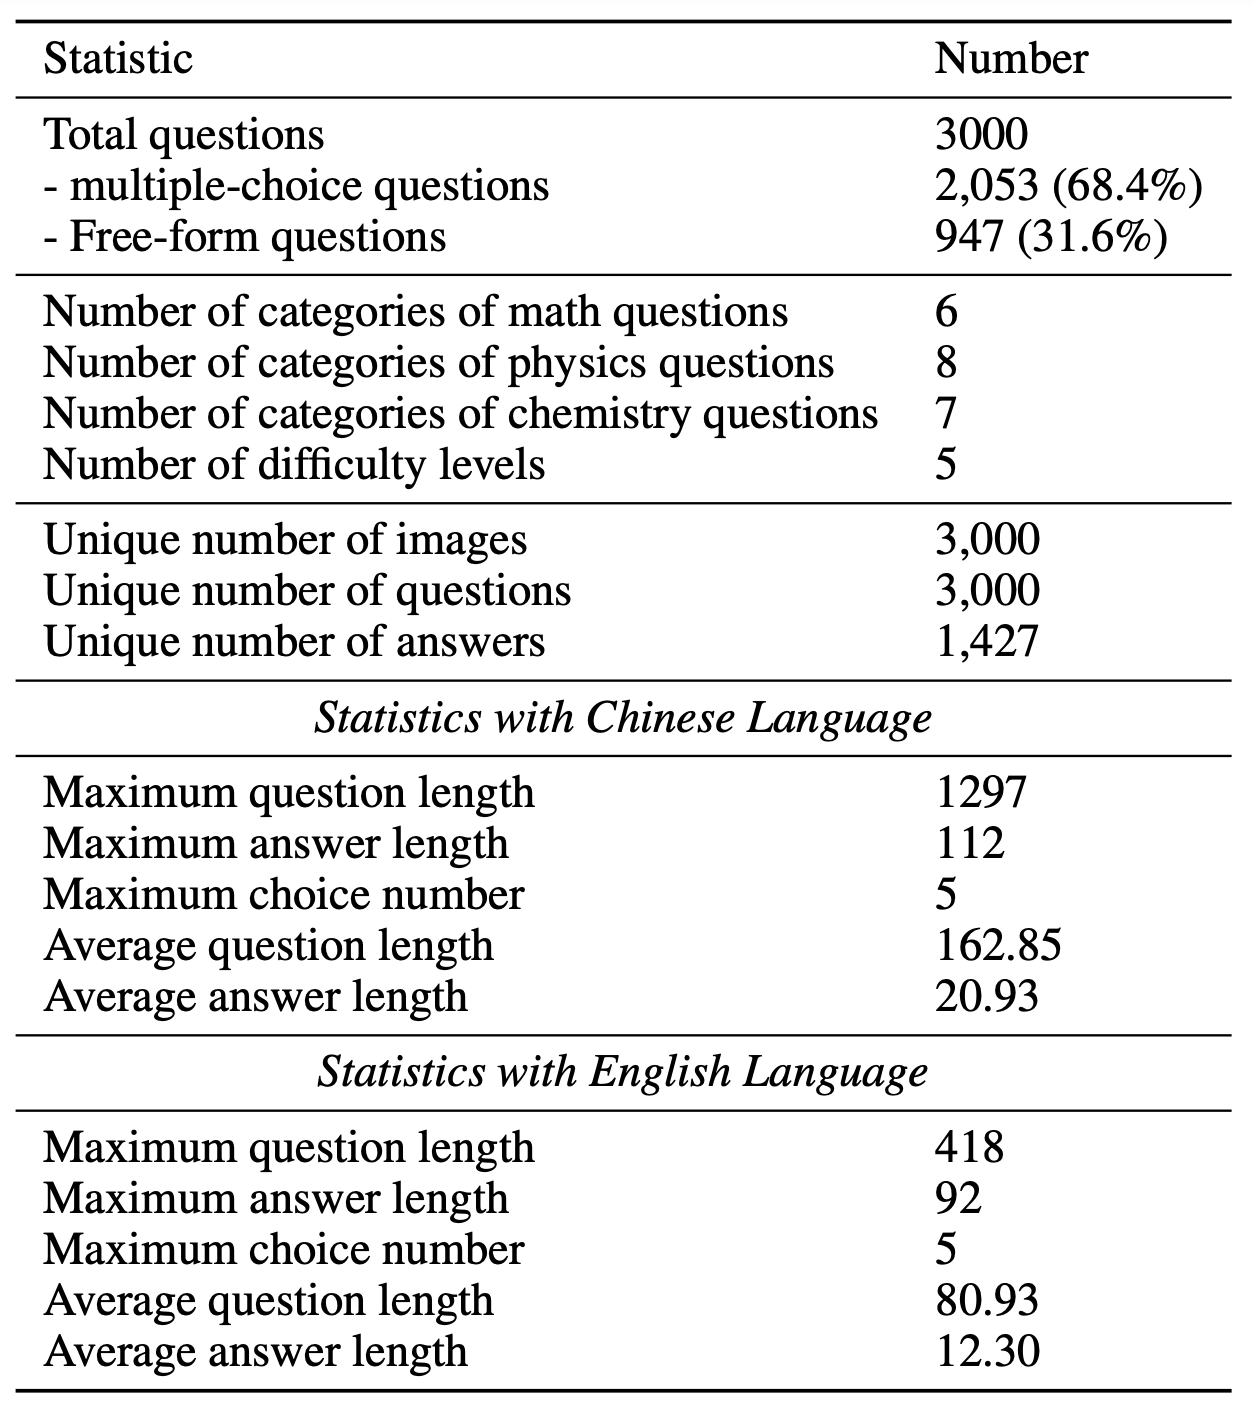 Statistic Number
Total questions 3000
- multiple-choice questions 2,053 (68.4%)
- Free-form questions 947 (31.6%)
Number of categories of math questions 6
Number of categories of physics questions 8
Number of categories of chemistry questions 7
Number of difficulty levels 5
Unique number of images 3,000
Unique number of questions 3,000
Unique number of answers 1,427
Statistics with Chinese Language
Maximum question length 1297
Maximum answer length 112
Maximum choice number 5
Average question length 162.85
Average answer length 20.93
Statistics with English Language
Maximum question length 418
Maximum answer length 92
Maximum choice number 5
Average question length 80.93
Average answer length 12.30